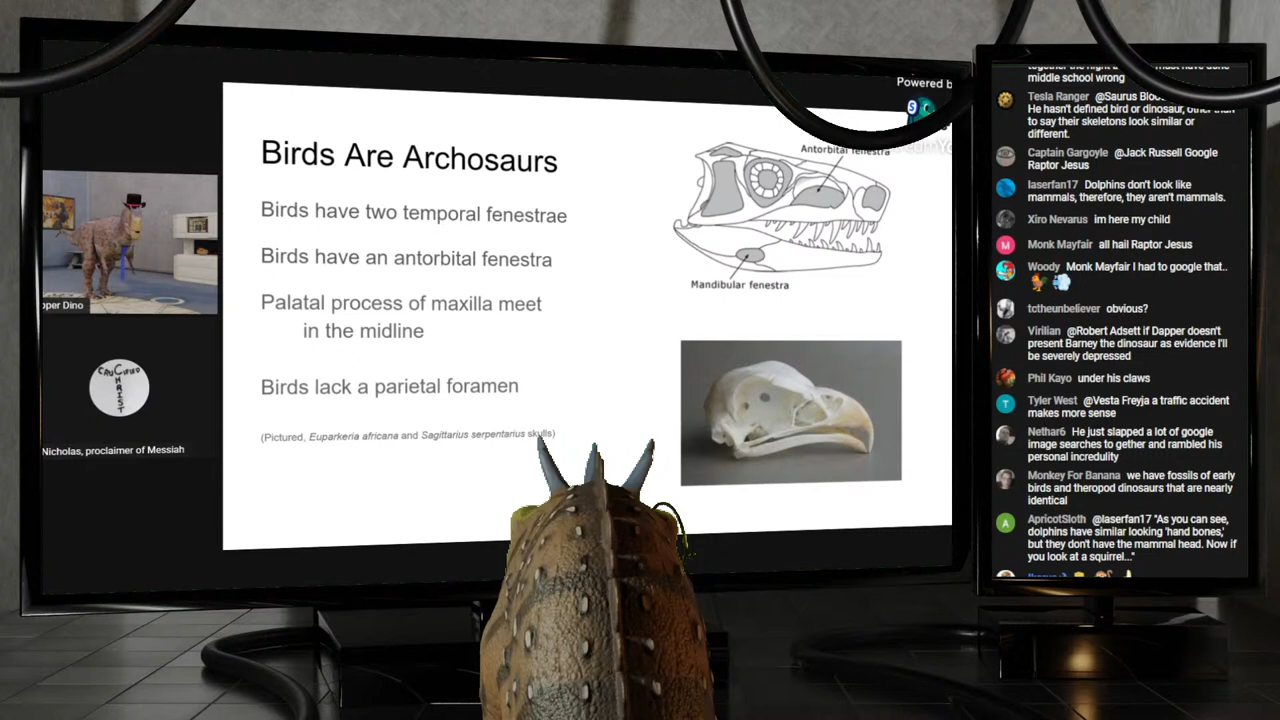 Powered b
Birds Are Archosaurs
Birds have two temporal fenestrae
Birds have an antorbital fenestra
Palatal process of maxilla meet
in the midline
Birds lack a parietal foramen
(Pictured, Euparkeria africana and Sagittarius serpentarius skulls)
Antorbital fenestra
Mandibular fenestra
pper Dino
CRUCIFIED
CHRIST
Nicholas, proclaimer of Messiah
middle school wrong
Tesla Ranger @Saurus
He hasn't defined bird or dinosaur, other than
to say their skeletons look similar or
different.
Captain Gargoyle @Jack Russell Google
Raptor Jesus
laserfan17 Dolphins don't look like
mammals, therefore, they aren't mammals.
Xiro Nevarus im here my child
M Monk Mayfair all hail Raptor Jesus
Woody Monk Mayfair I had to google that..
tctheunbeliever obvious?
Virilian @Robert Adsett if Dapper doesn't
present Barney the dinosaur as evidence I'll
be severely depressed
Phil Kayo under his claws
T Tyler West @Vesta Freyja a traffic accident
makes more sense
Nethar6 He just slapped a lot of google
image searches to gether and rambled his
personal incredulity
Monkey For Banana we have fossils of early
birds and theropod dinosaurs that are nearly
identical
A ApricotSloth @laserfan17 "As you can see,
dolphins have similar looking 'hand bones,'
but they don't have the mammal head. Now if
you look at a squirrel..."